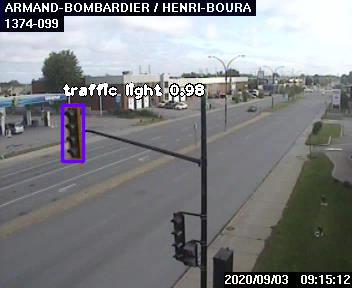 ARMAND-BOMBARDIER / HENRI-BOURA
1374-099
traffic light 0.98
2020/09/03 09:15:12